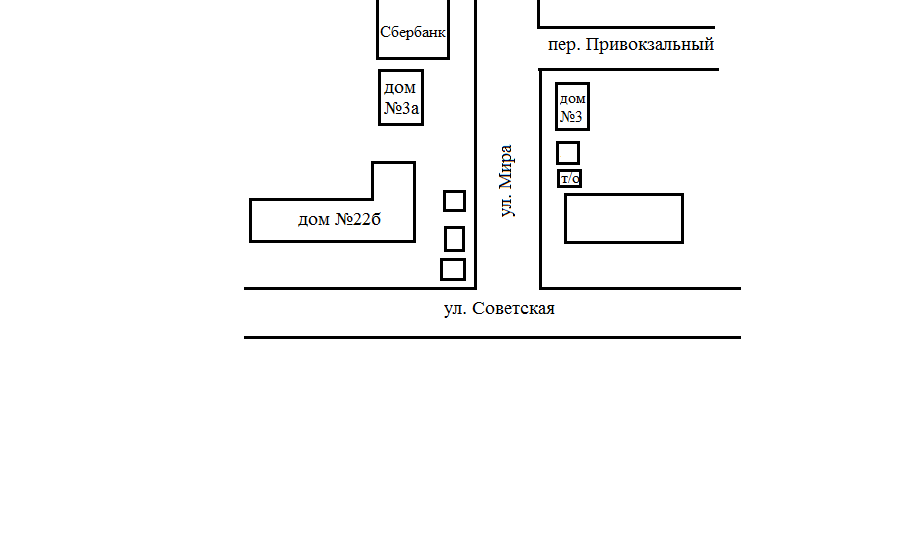 Сбербанк
пер. Привокзальный
дом
№3а
дом
№3
ул. Мира
т/о
дом №22б
ул. Советская